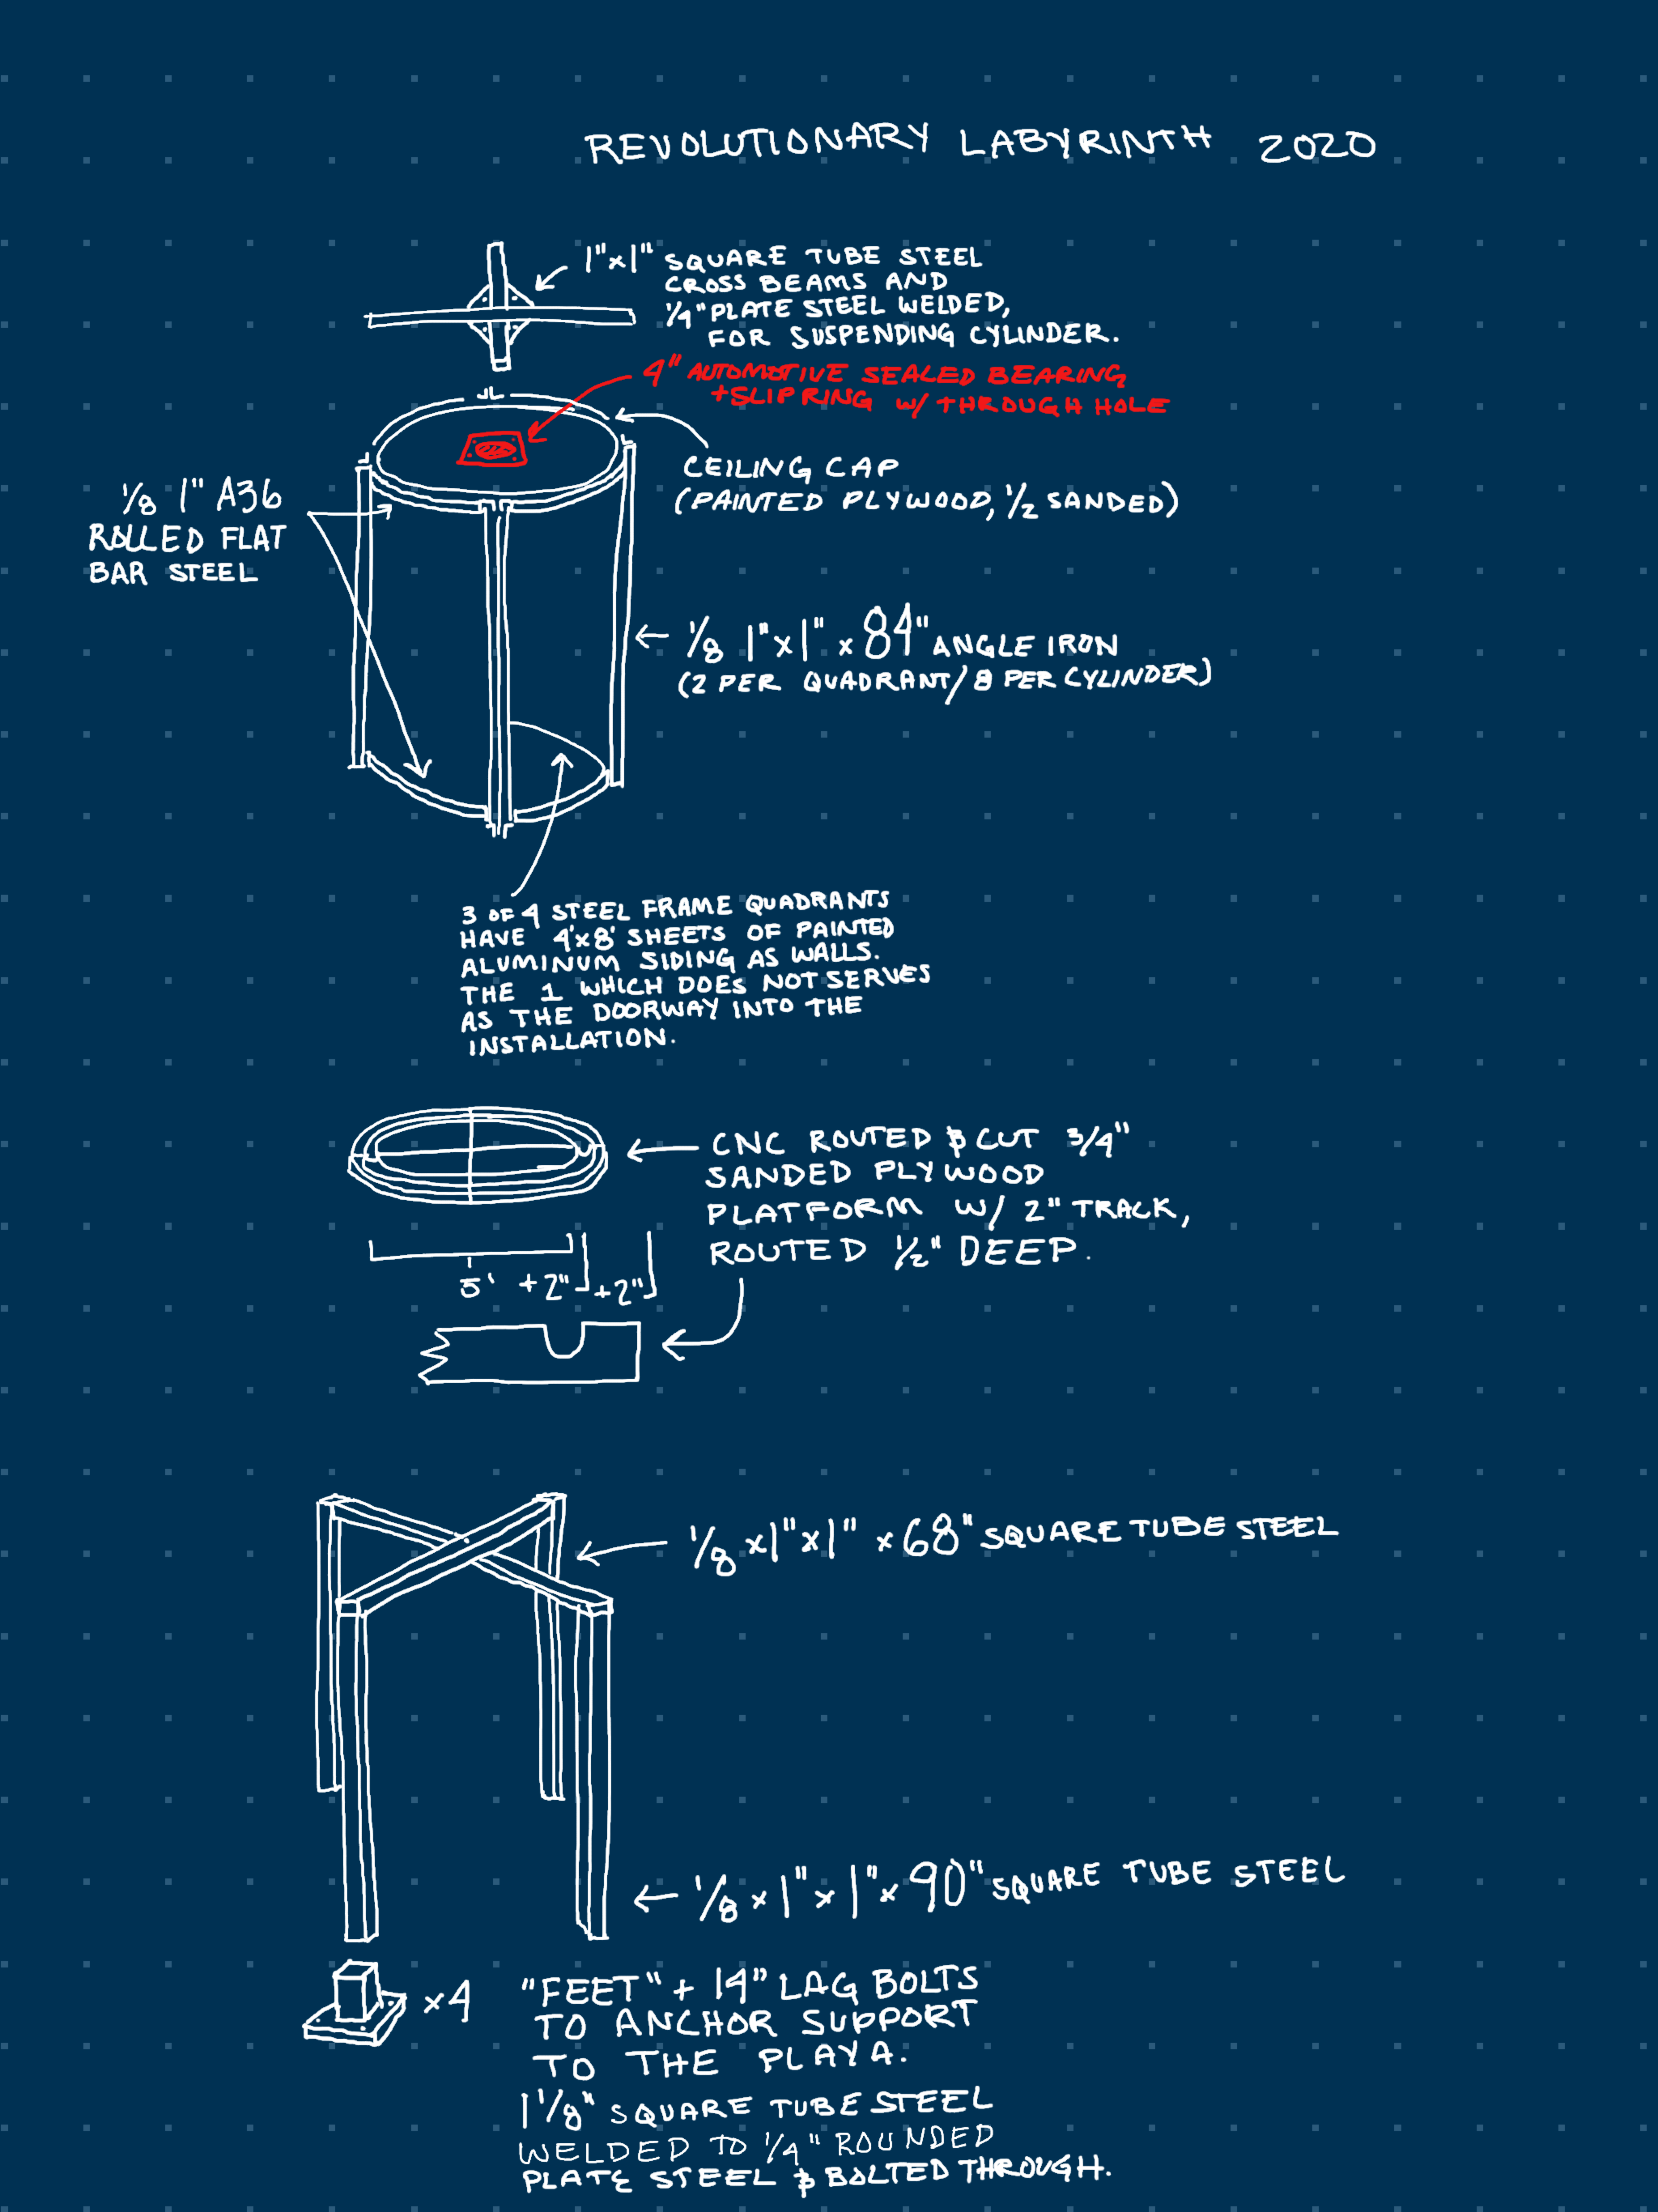 REVOLUTIONARY LABYRINTH 2020
1"x1" SQUARE TUBE STEEL
CROSS BEAMS AND
1/4" PLATE STEEL WELDED,
FOR SUSPENDING CYLINDER.
4" AUTOMOTIVE SEALED BEARING
+SLIPRING W/ THROUGH HOLE
CEILING CAP
(PAINTED PLYWOOD, 1/2 SANDED)
1/8 1" A36
ROLLED FLAT
BAR STEEL
1/8 1"x1" x 84" ANGLE IRON
(2 PER QUADRANT/8 PER CYLINDER)
3 OF 4 STEEL FRAME QUADRANTS
HAVE 4'x8' SHEETS OF PAINTED
ALUMINUM SIDING AS WALLS.
THE 1 WHICH DOES NOT SERVES
AS THE DOORWAY INTO THE
INSTALLATION.
CNC ROUTED & CUT 3/4"
SANDED PLYWOOD
PLATFORM W/ 2" TRACK,
ROUTED 1/2" DEEP.
5' +2" +2"
1/8 x1"x1" x68" SQUARE TUBE STEEL
1/8 x 1" x 1" x 90" SQUARE TUBE STEEL
x4
"FEET" + 14" LAG BOLTS
TO ANCHOR SUPPORT
TO THE PLAYA.
1 1/8" SQUARE TUBE STEEL
WELDED TO 1/4" ROUNDED
PLATE STEEL & BOLTED THROUGH.